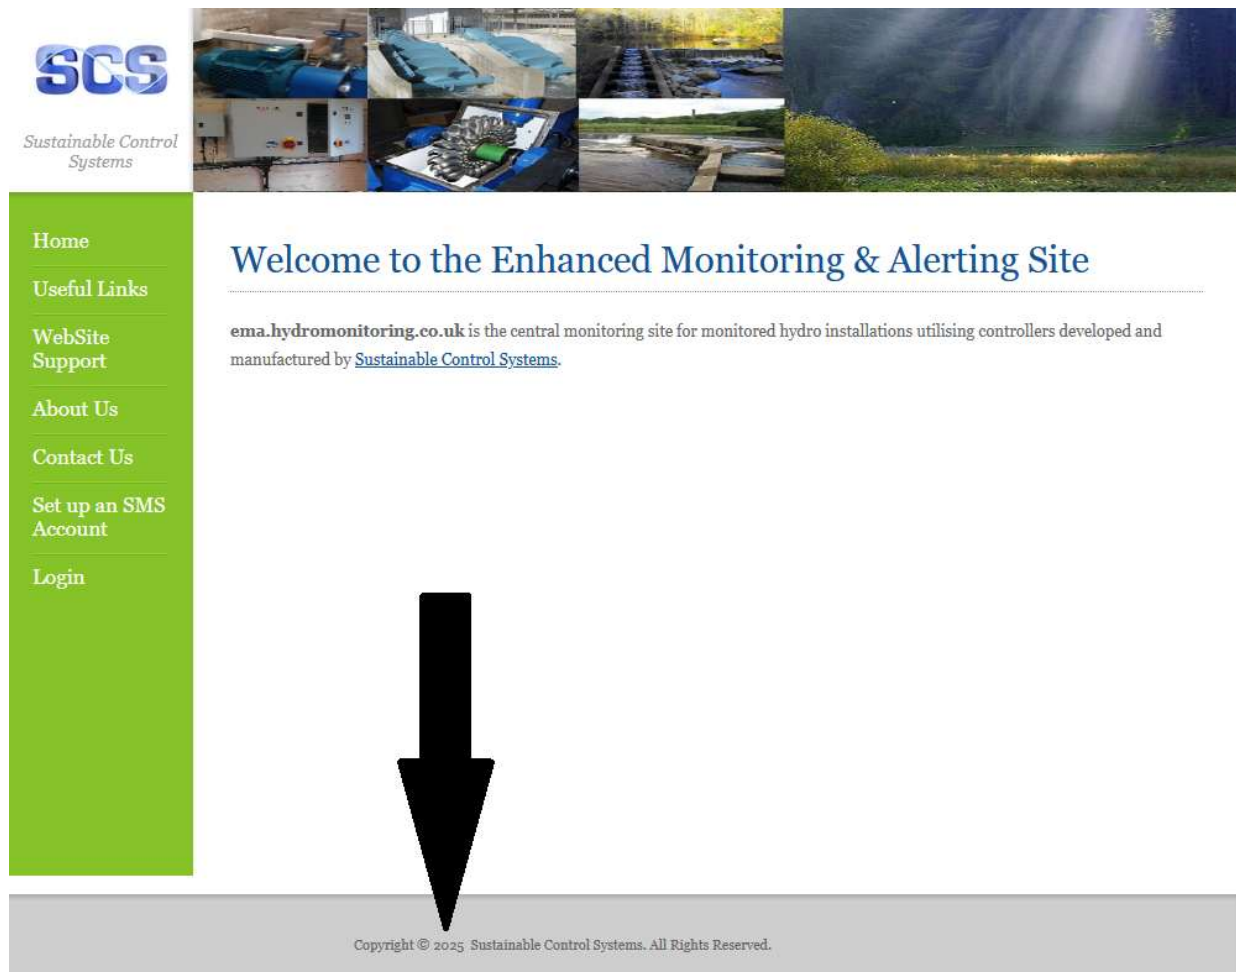 SCS
Sustainable Control
Systems
Home
Useful Links
WebSite
Support
About Us
Contact Us
Set up an SMS
Account
Login
Welcome to the Enhanced Monitoring & Alerting Site
ema.hydromonitoring.co.uk is the central monitoring site for monitored hydro installations utilising controllers developed and
manufactured by Sustainable Control Systems.
Copyright © 2025 Sustainable Control Systems. All Rights Reserved.